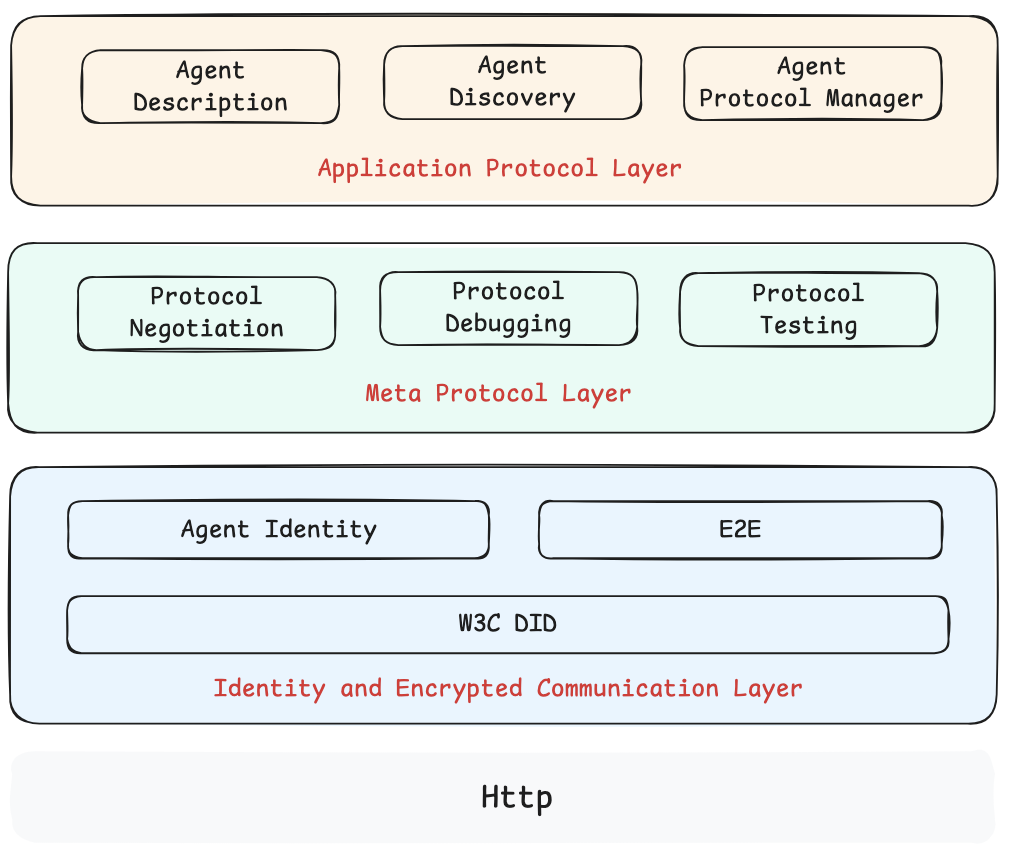 Agent
Description
Agent
Discovery
Agent
Protocol Manager
Application Protocol Layer
Protocol
Negotiation
Protocol
Debugging
Protocol
Testing
Meta Protocol Layer
Agent Identity
E2E
W3C DID
Identity and Encrypted Communication Layer
Http